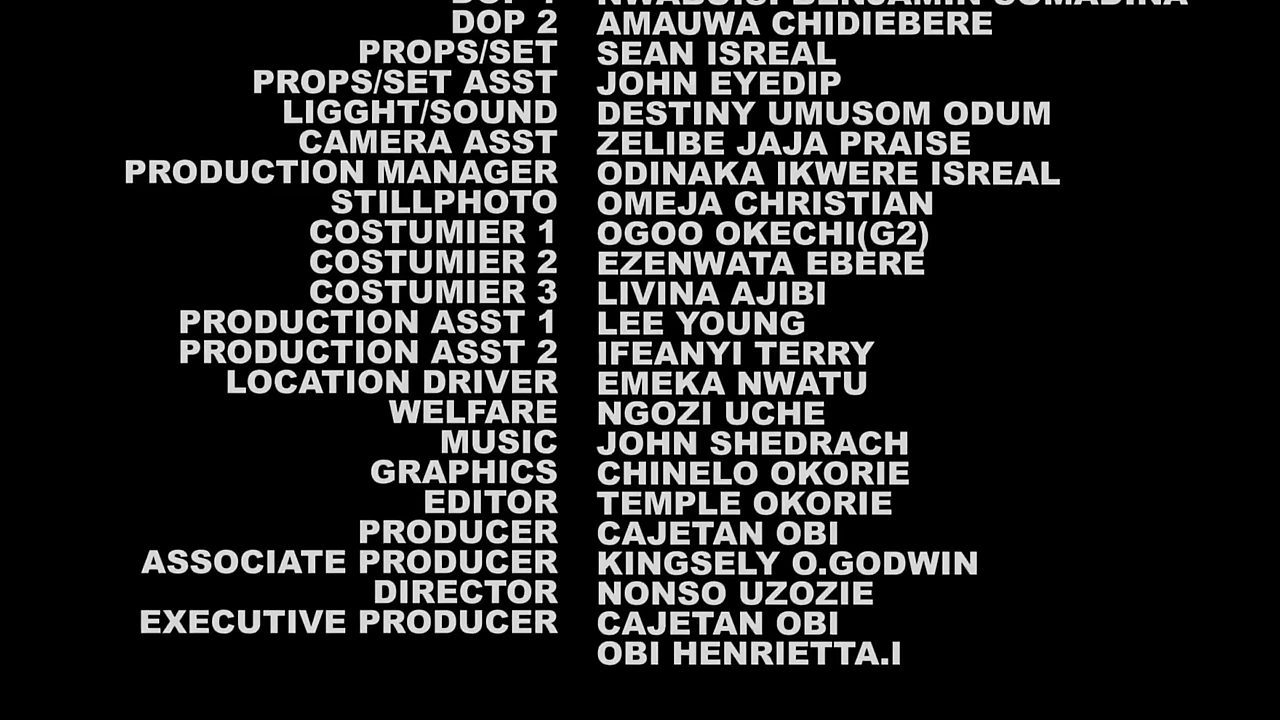 DOP 1 NWABUISI BENJAMIN SOMADINA
DOP 2 AMAUWA CHIDIEBERE
PROPS/SET SEAN ISREAL
PROPS/SET ASST JOHN EYEDIP
LIGGHT/SOUND DESTINY UMUSOM ODUM
CAMERA ASST ZELIBE JAJA PRAISE
PRODUCTION MANAGER ODINAKA IKWERE ISREAL
STILLPHOTO OMEJA CHRISTIAN
COSTUMIER 1 OGOO OKECHI(G2)
COSTUMIER 2 EZENWATA EBERE
COSTUMIER 3 LIVINA AJIBI
PRODUCTION ASST 1 LEE YOUNG
PRODUCTION ASST 2 IFEANYI TERRY
LOCATION DRIVER EMEKA NWATU
WELFARE NGOZI UCHE
MUSIC JOHN SHEDRACH
GRAPHICS CHINELO OKORIE
EDITOR TEMPLE OKORIE
PRODUCER CAJETAN OBI
ASSOCIATE PRODUCER KINGSELY O.GODWIN
DIRECTOR NONSO UZOZIE
EXECUTIVE PRODUCER CAJETAN OBI
OBI HENRIETTA.I